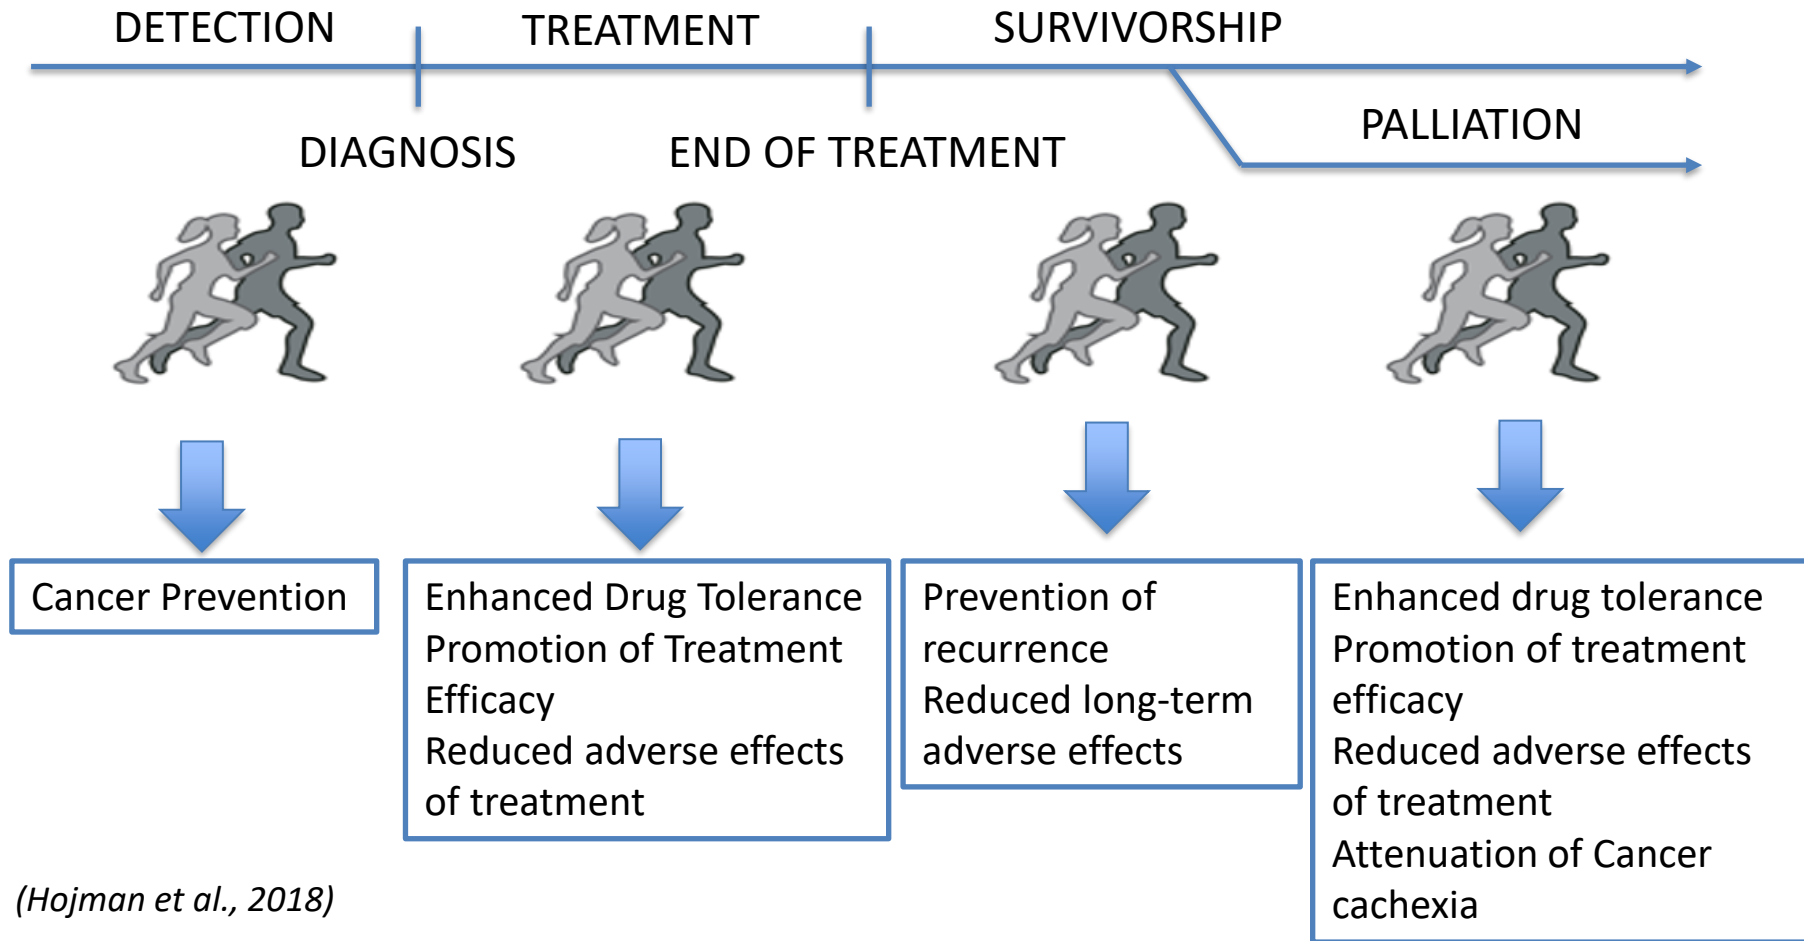 DETECTION
TREATMENT
SURVIVORSHIP
DIAGNOSIS
END OF TREATMENT
PALLIATION
Cancer Prevention
Enhanced Drug Tolerance
Promotion of Treatment
Efficacy
Reduced adverse effects
of treatment
Prevention of
recurrence
Reduced long-term
adverse effects
Enhanced drug tolerance
Promotion of treatment
efficacy
Reduced adverse effects
of treatment
Attenuation of Cancer
cachexia
(Hojman et al., 2018)